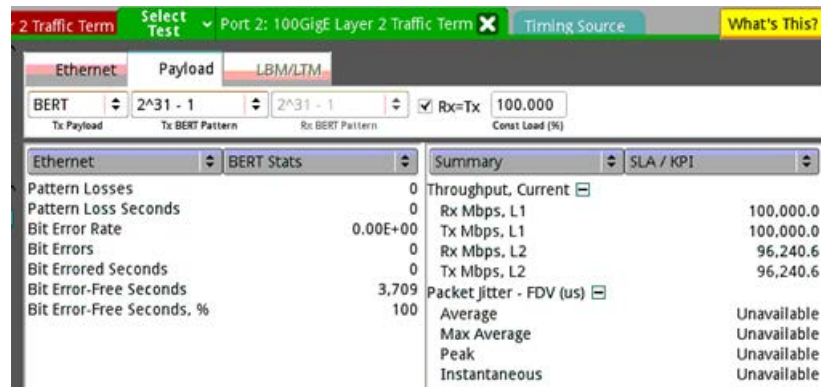 2 Traffic Term Select Test Port 2: 100GigE Layer 2 Traffic Term Timing Source What's This?
Ethernet Payload LBM/LTM
BERT 2^31 - 1 2^31 - 1 Rx=Tx 100.000
Tx Payload Tx BERT Pattern Rx BERT Pattern Const Load (%)
Ethernet BERT Stats
Pattern Losses 0
Pattern Loss Seconds 0
Bit Error Rate 0.00E+00
Bit Errors 0
Bit Errored Seconds 0
Bit Error-Free Seconds 3,709
Bit Error-Free Seconds, % 100
Summary SLA / KPI
Throughput, Current
Rx Mbps, L1 100,000.0
Tx Mbps, L1 100,000.0
Rx Mbps, L2 96,240.6
Tx Mbps, L2 96,240.6
Packet Jitter - FDV (us)
Average Unavailable
Max Average Unavailable
Peak Unavailable
Instantaneous Unavailable